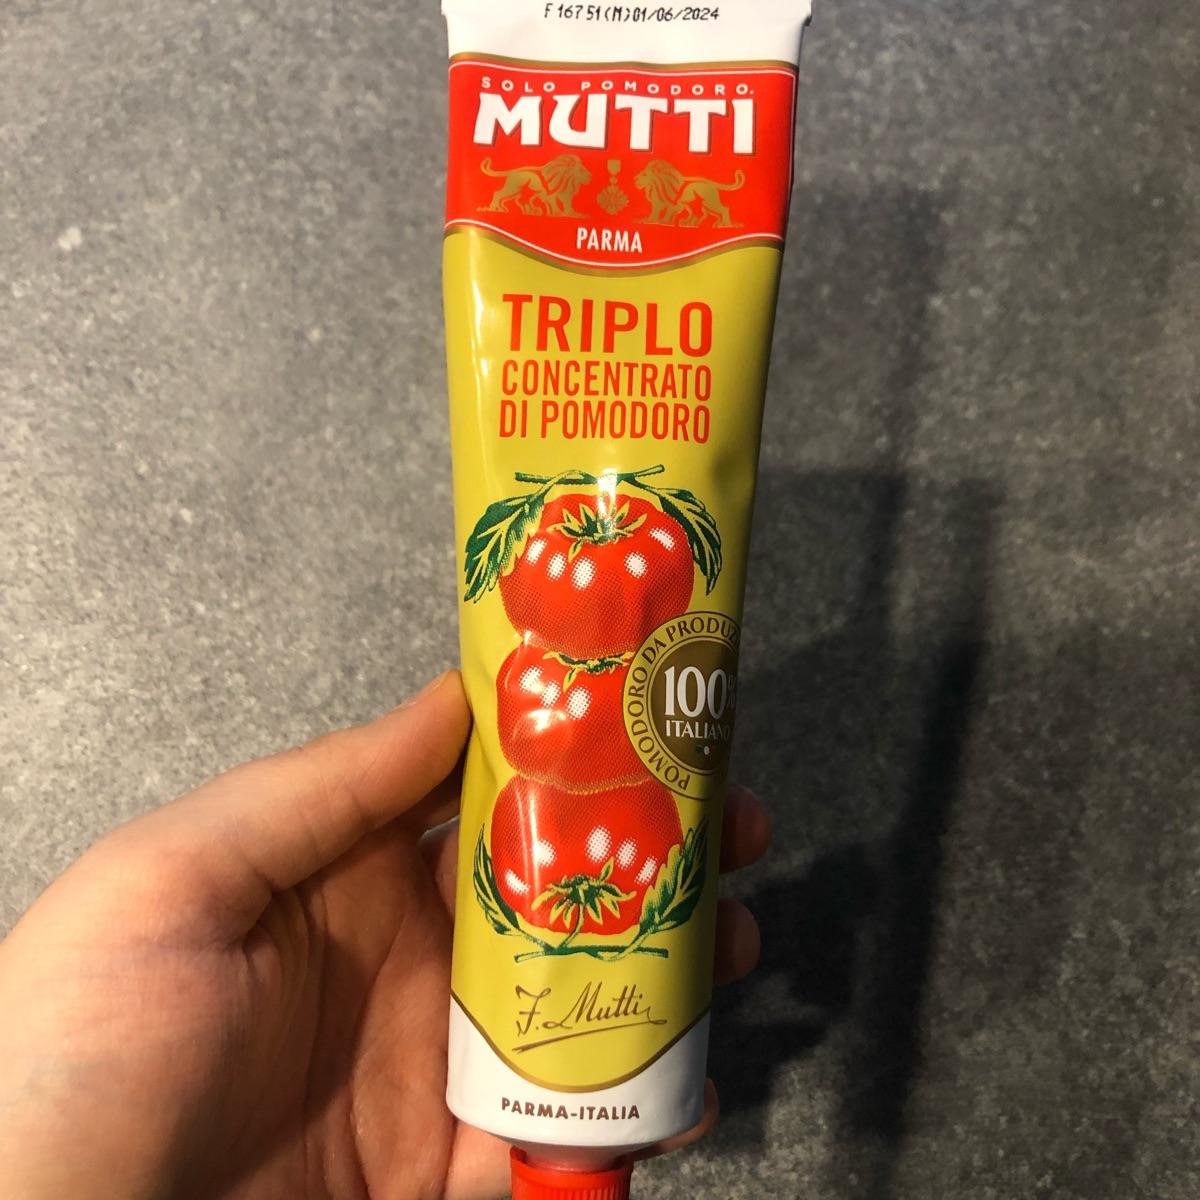 F 167 51 (M) 01/06/2024
SOLO POMODORO.
MUTTI
PARMA
TRIPLO
CONCENTRATO
DI POMODORO
POMODORO DA
100%
ITALIANO
F. Mutti
PARMA-ITALIA